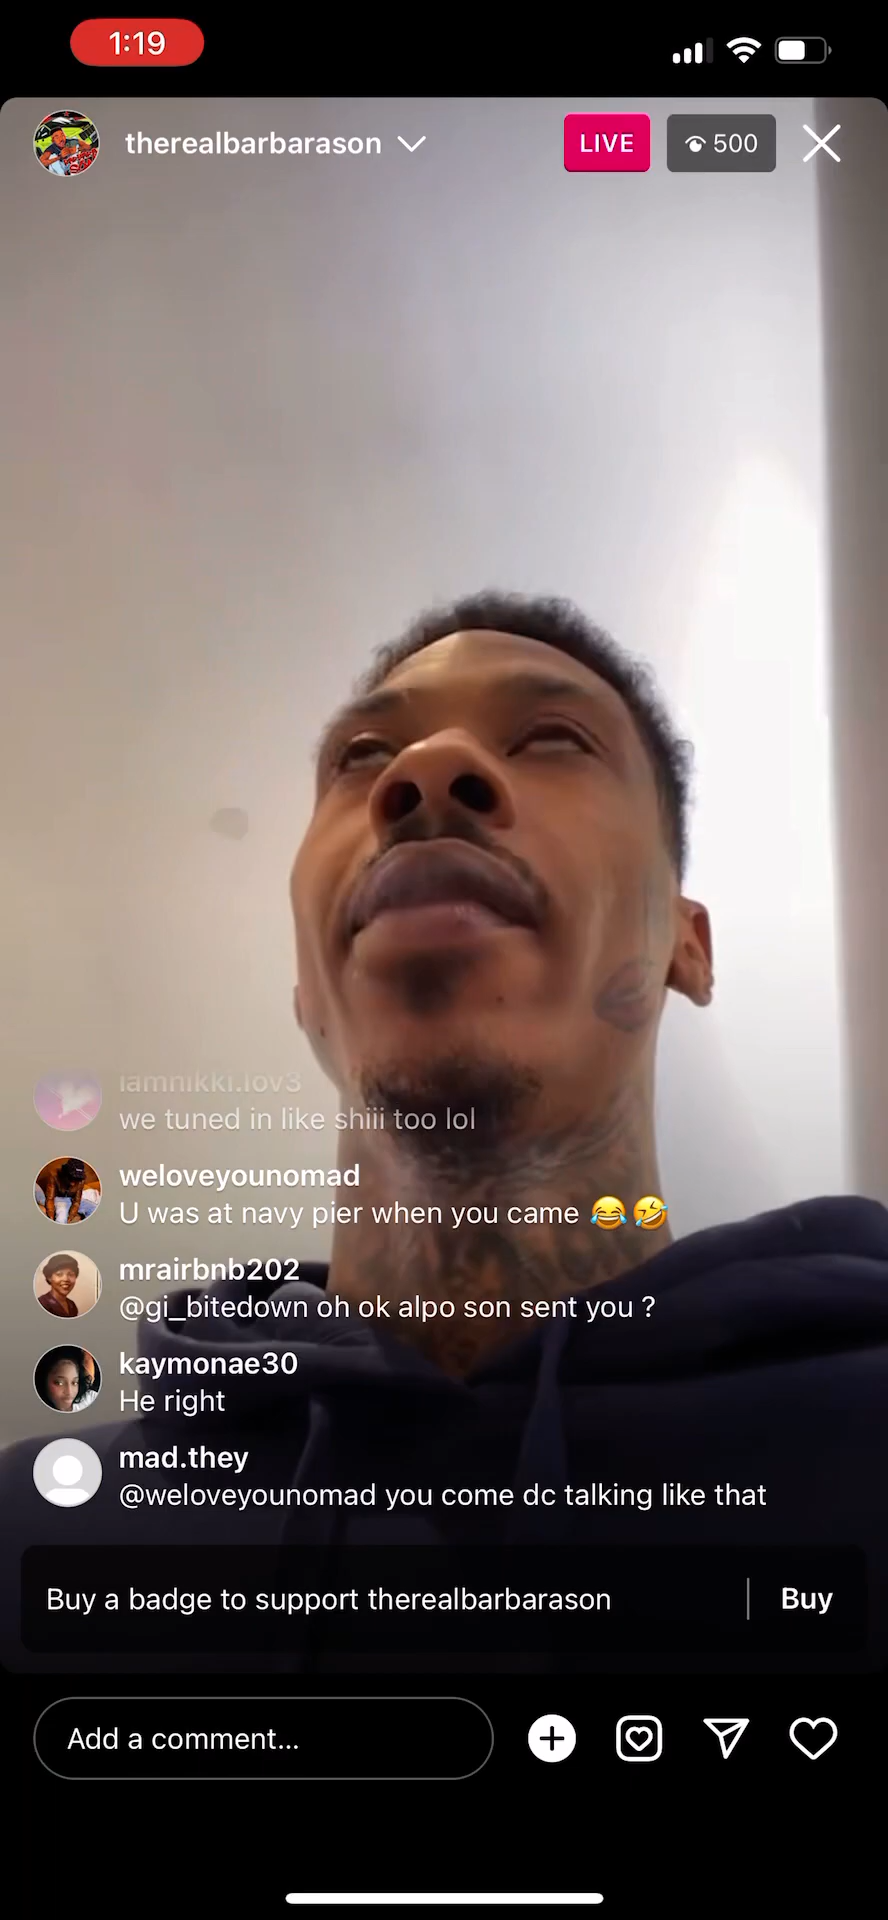 1:19
therealbarbarason
LIVE
500
iamnikki.lov3
we tuned in like shiii too lol
weloveyounomad
U was at navy pier when you came 😂🤣
mrairbnb202
@gi_bitedown oh ok alpo son sent you ?
kaymonae30
He right
mad.they
@weloveyounomad you come dc talking like that
Buy a badge to support therealbarbarason
Buy
Add a comment...